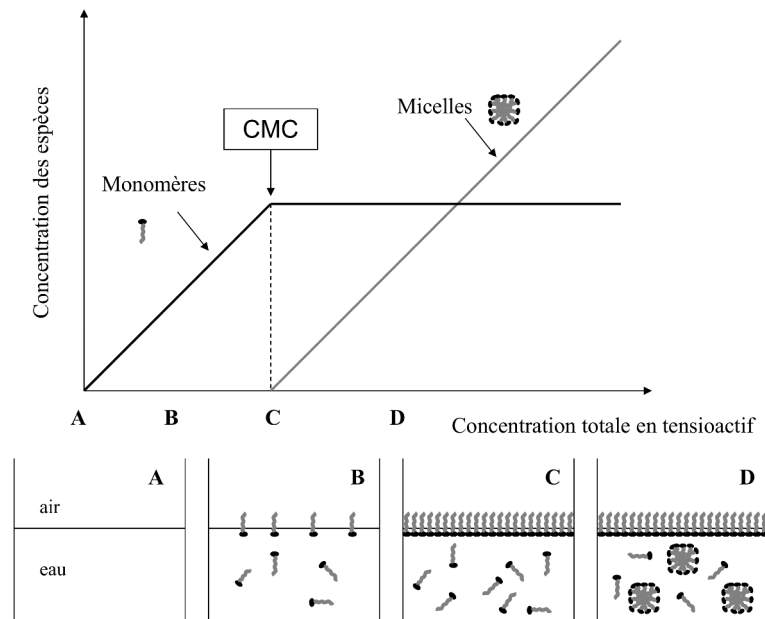 Concentration des espèces
CMC
Micelles
Monomères
A
B
C
D
Concentration totale en tensioactif
A
air
eau
B
C
D